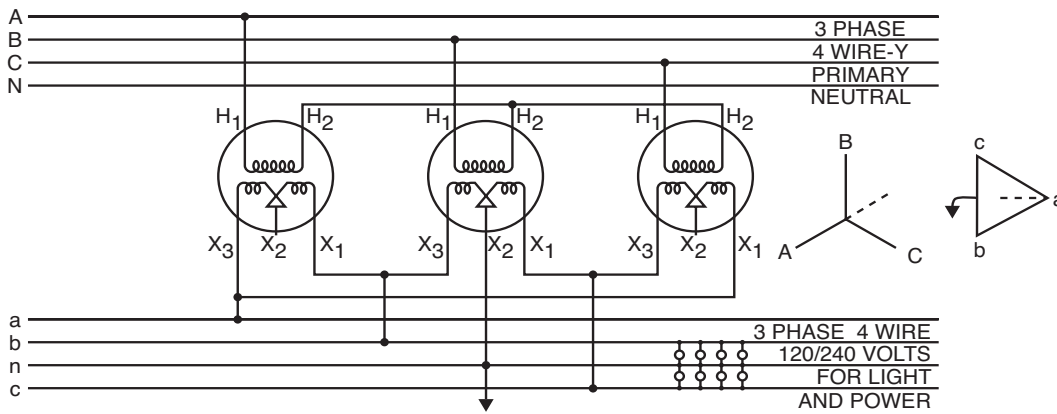 A
B
C
N
3 PHASE
4 WIRE-Y
PRIMARY
NEUTRAL
H1 H2 H1 H2 H1 H2
X3 X2 X1 X3 X2 X1 X3 X2 X1
B
A
C
c
a
b
a
b
n
c
3 PHASE 4 WIRE
120/240 VOLTS
FOR LIGHT
AND POWER